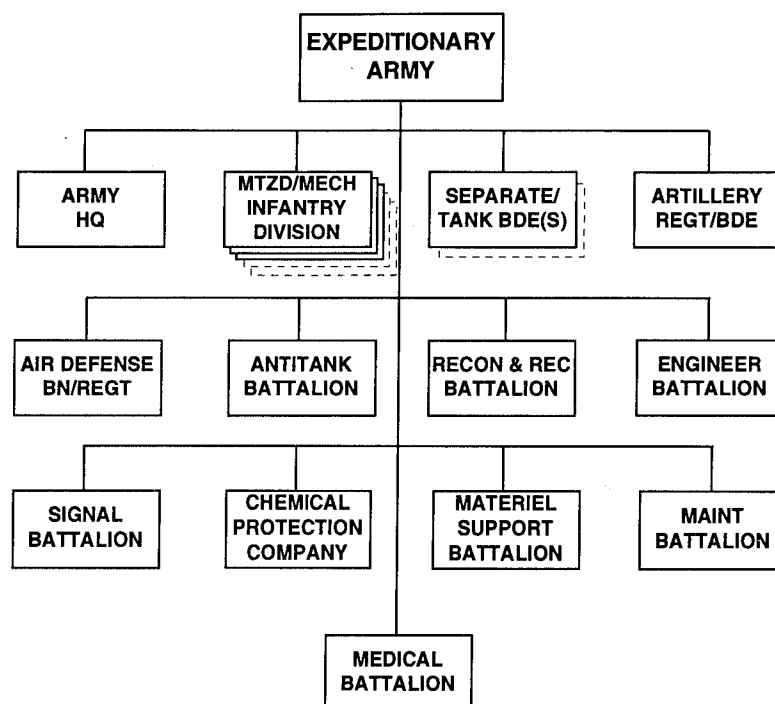 EXPEDITIONARY
ARMY
ARMY
HQ
MTZD/MECH
INFANTRY
DIVISION
SEPARATE/
TANK BDE(S)
ARTILLERY
REGT/BDE
AIR DEFENSE
BN/REGT
ANTITANK
BATTALION
RECON & REC
BATTALION
ENGINEER
BATTALION
SIGNAL
BATTALION
CHEMICAL
PROTECTION
COMPANY
MATERIEL
SUPPORT
BATTALION
MAINT
BATTALION
MEDICAL
BATTALION